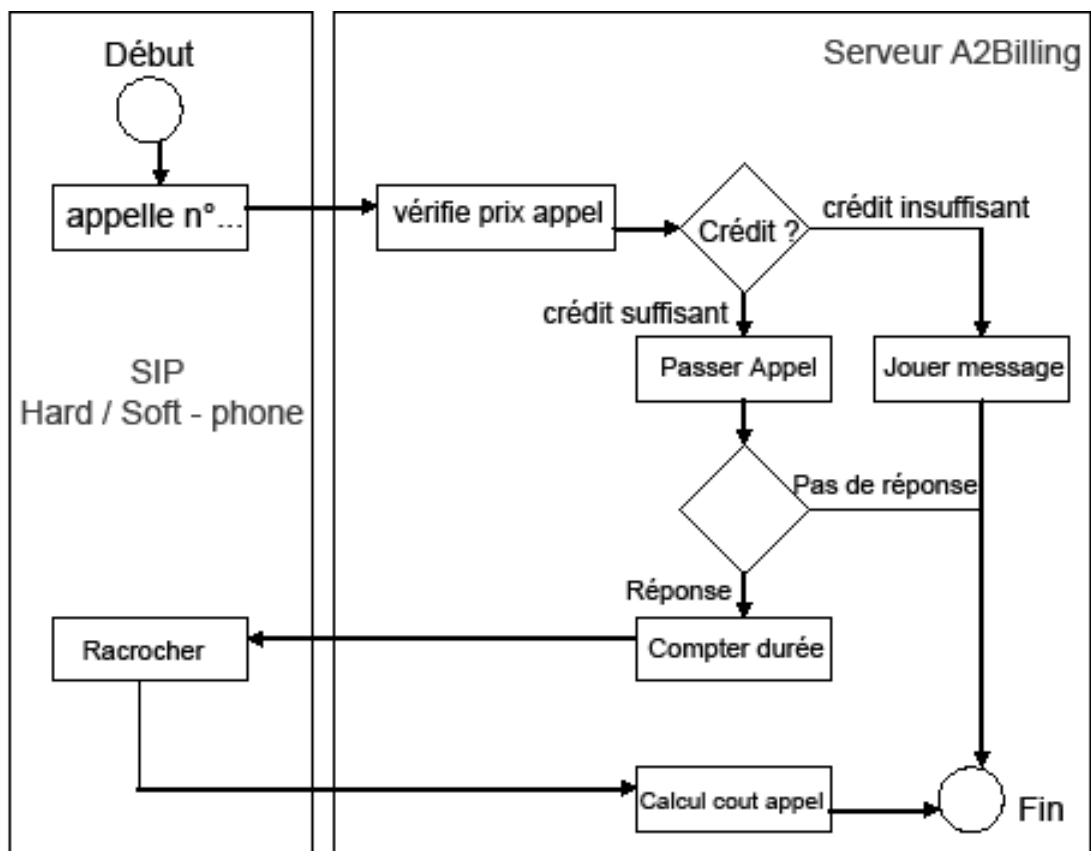 Début
Serveur A2Billing
appelle n°...
vérifie prix appel
Crédit ?
crédit insuffisant
crédit suffisant
Passer Appel
Jouer message
SIP
Hard / Soft - phone
Pas de réponse
Réponse
Racrocher
Compter durée
Calcul cout appel
Fin